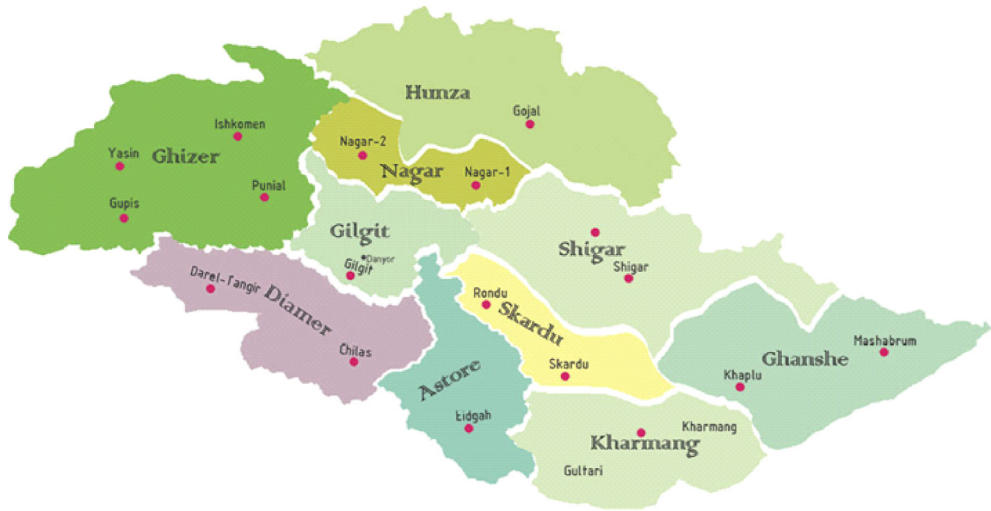 Hunza
Gojal
Ishkomen
Yasin
Ghizer
Nagar-2
Nagar
Nagar-1
Punial
Gupis
Gilgit
Danyor
Gilgit
Shigar
Shigar
Darel-Tangir
Diamer
Chilas
Rondu
Skardu
Skardu
Astore
Eidgah
Ghanshe
Mashabrum
Khaplu
Kharmang
Kharmang
Gultari